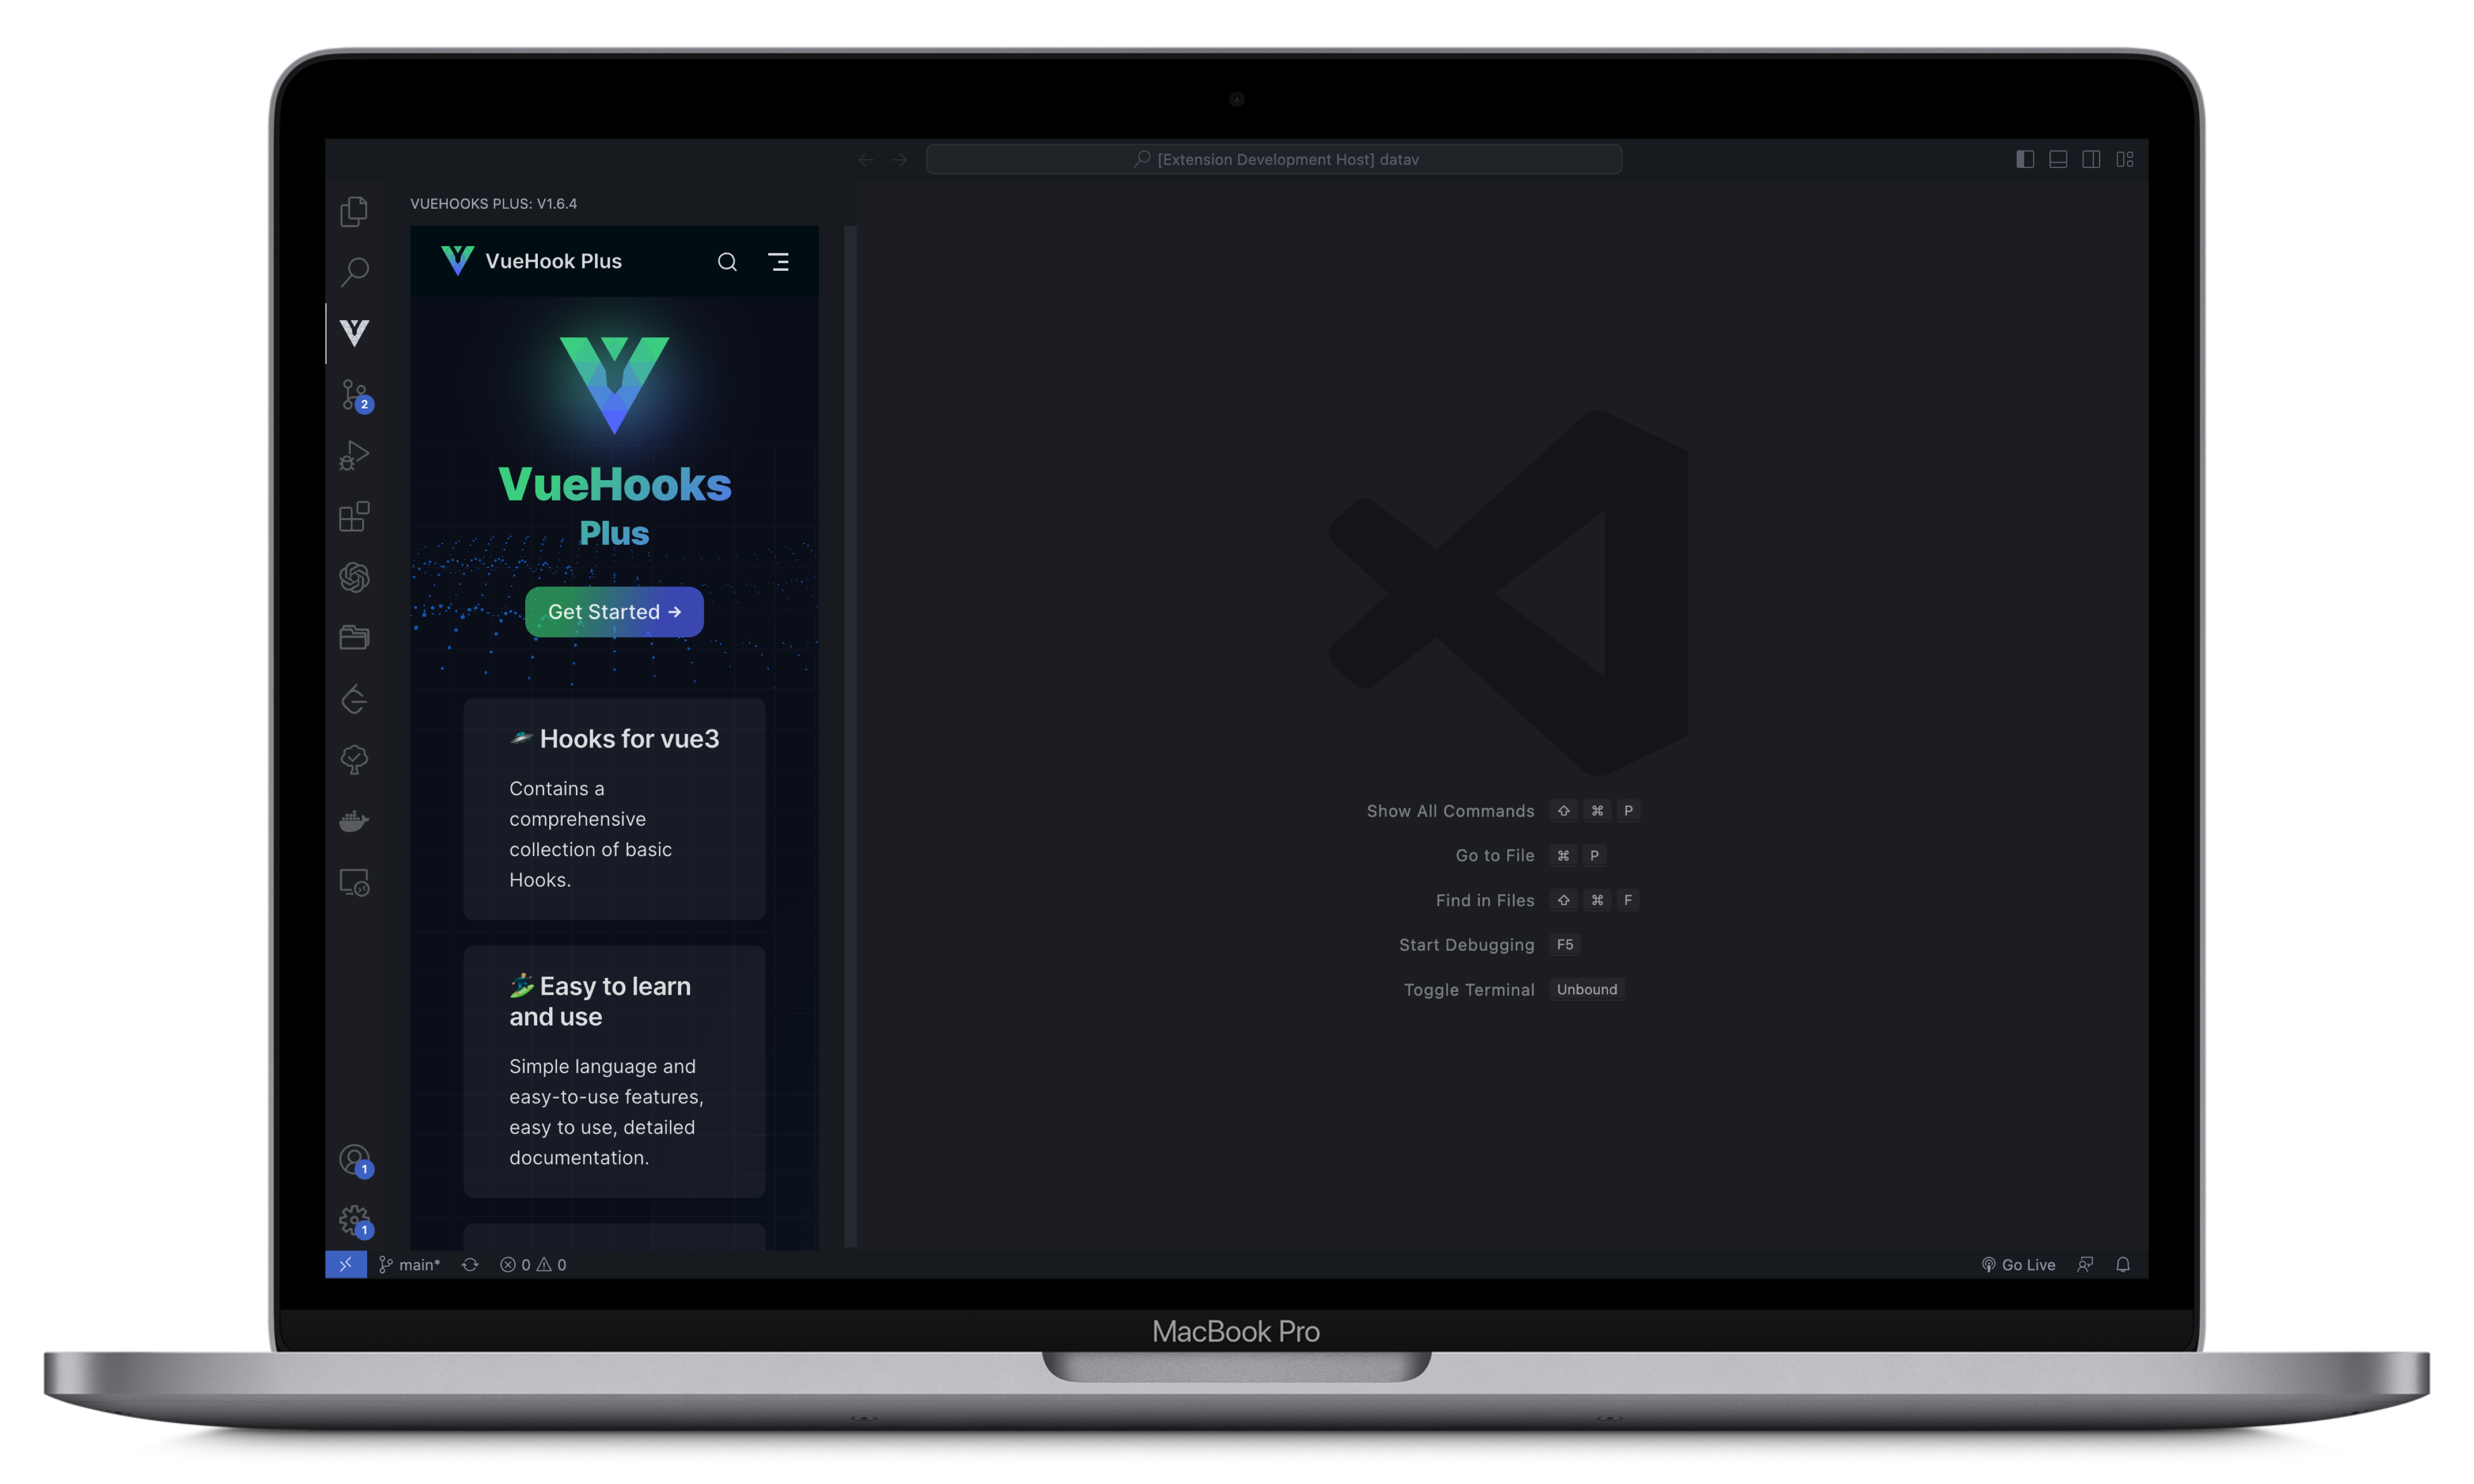 [Extension Development Host] datav
VUEHOOKS PLUS: V1.6.4
VueHook Plus
VueHooks
Plus
Get Started →
🛸 Hooks for vue3
Contains a
comprehensive
collection of basic
Hooks.
🏄 Easy to learn
and use
Simple language and
easy-to-use features,
easy to use, detailed
documentation.
2
1
1
Show All Commands ⇧ ⌘ P
Go to File ⌘ P
Find in Files ⇧ ⌘ F
Start Debugging F5
Toggle Terminal Unbound
main* 0 0 Go Live
MacBook Pro